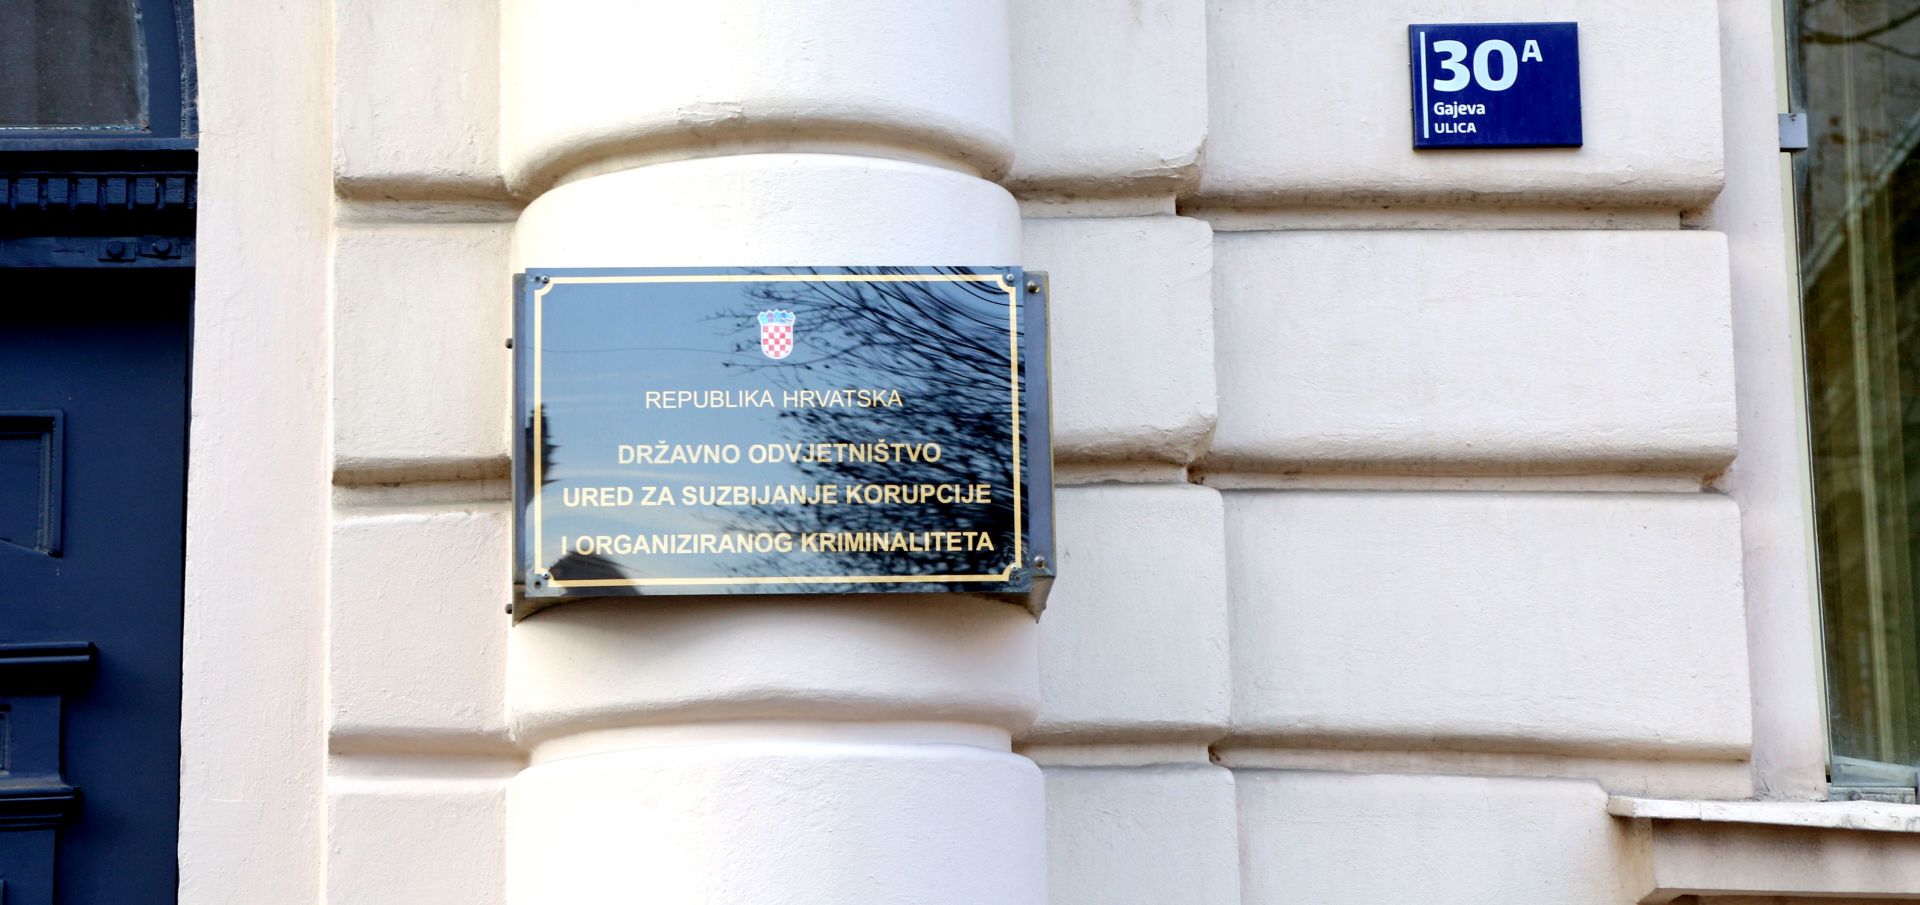 REPUBLIKA HRVATSKA
DRŽAVNO ODVJETNIŠTVO
URED ZA SUZBIJANJE KORUPCIJE
I ORGANIZIRANOG KRIMINALITETA
30A
Gajeva
ULICA